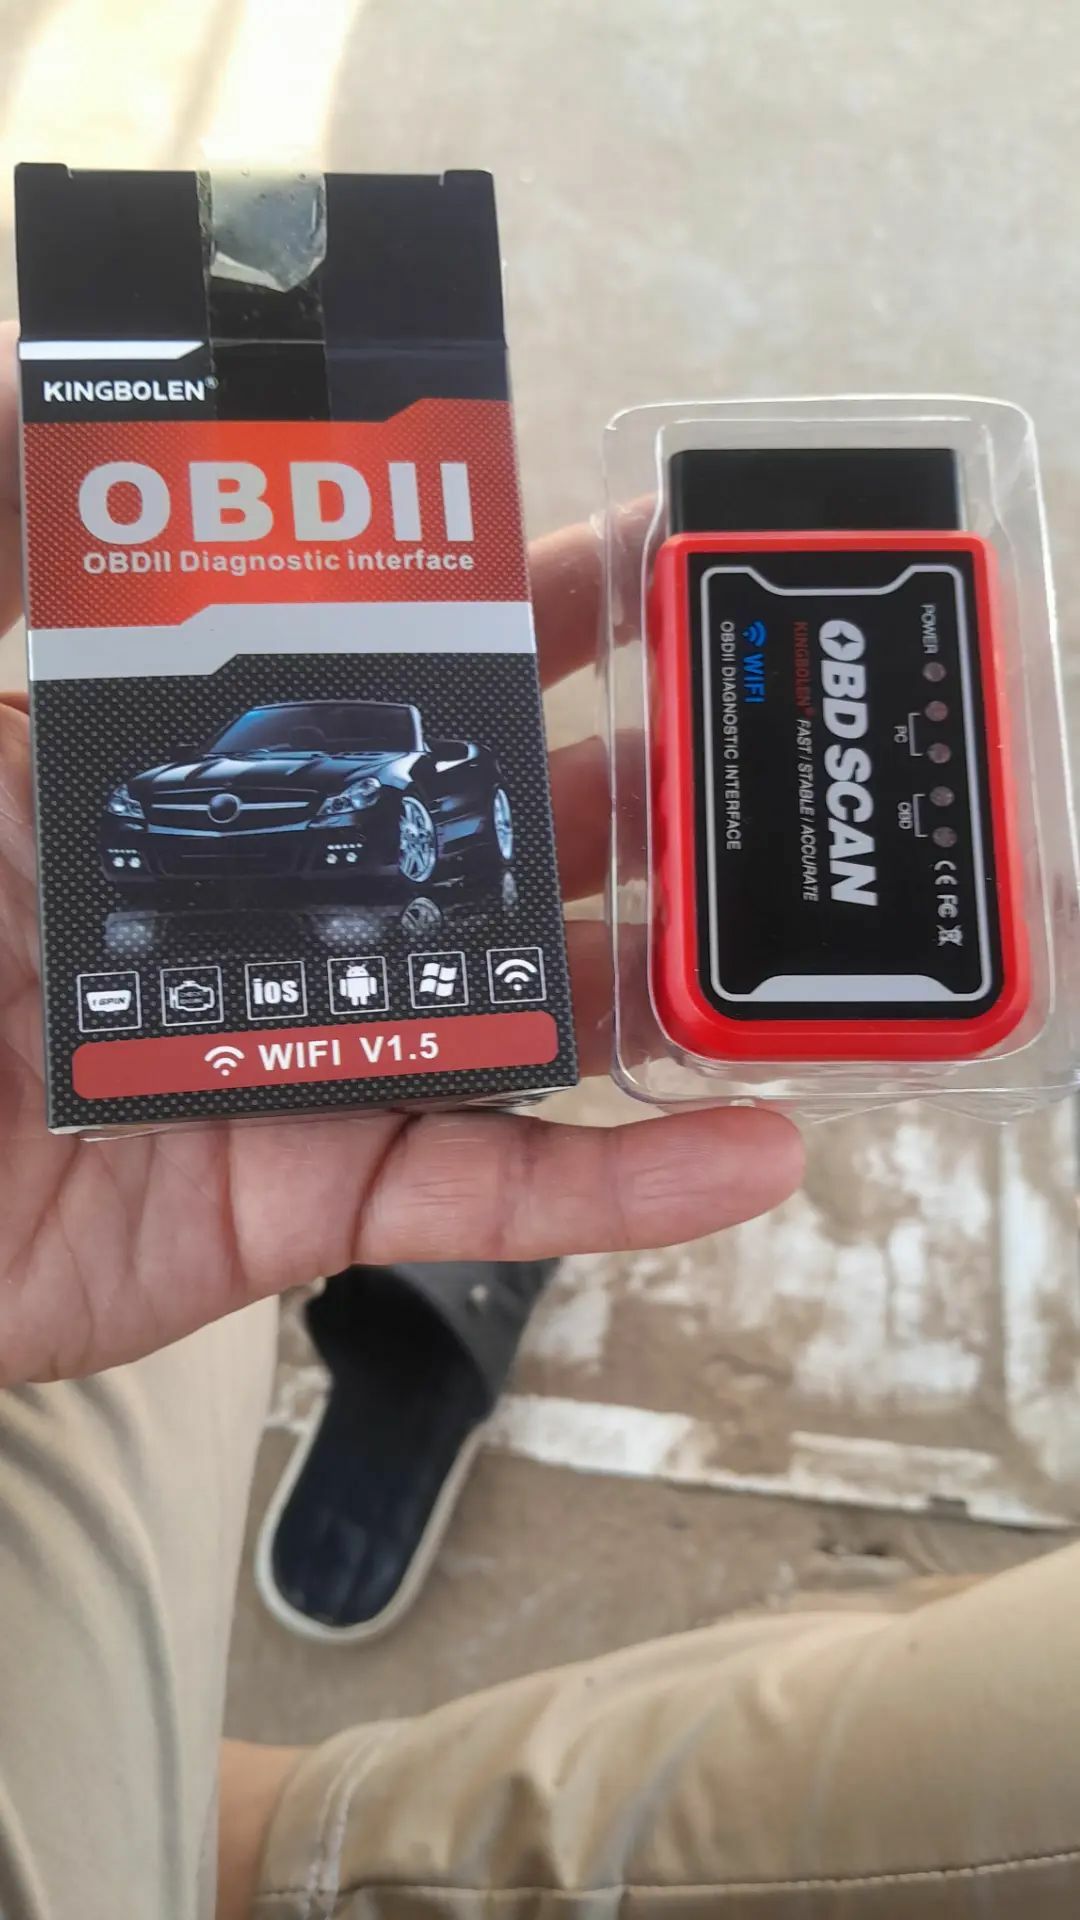 KINGBOLEN®
OBDII
OBDII Diagnostic interface
16PIN
iOS
WIFI V1.5
POWER
PC
OBD
CE FC
OBD SCAN
KINGBOLEN® FAST / STABLE / ACCURATE
WIFI
OBDII DIAGNOSTIC INTERFACE